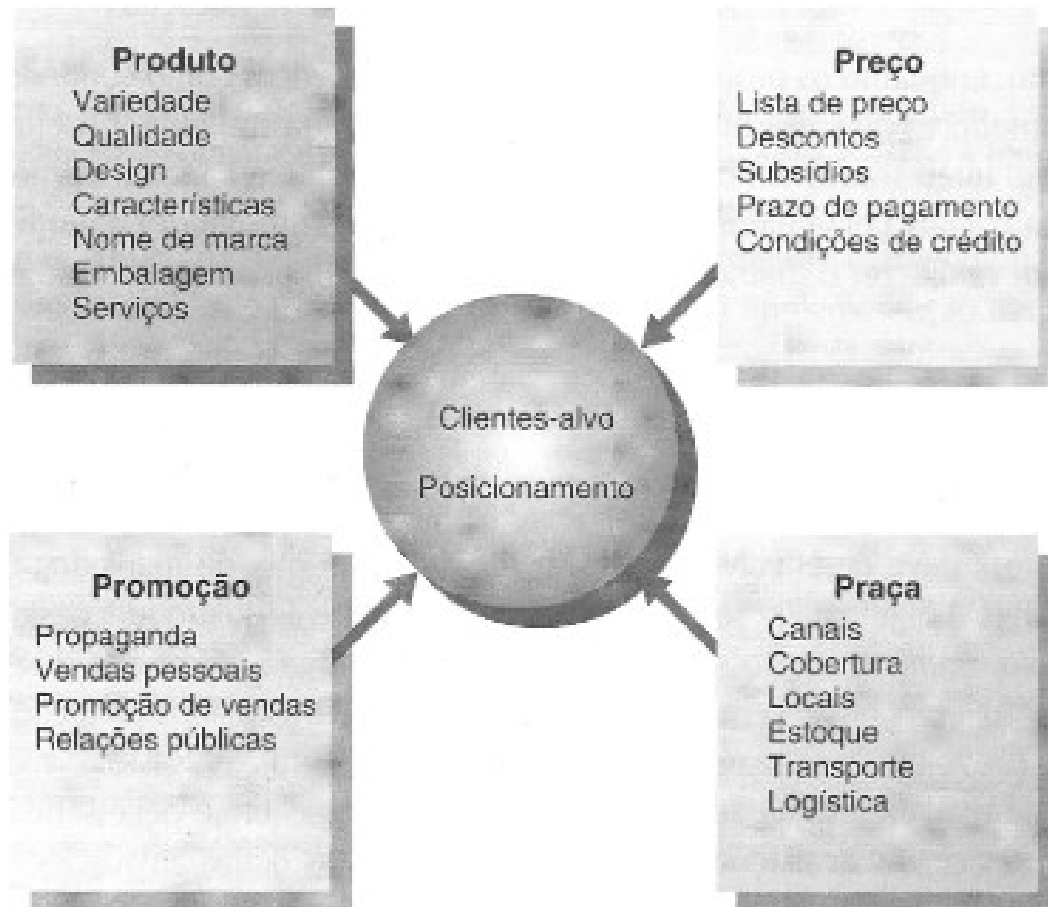 Produto
Variedade
Qualidade
Design
Características
Nome de marca
Embalagem
Serviços
Preço
Lista de preço
Descontos
Subsídios
Prazo de pagamento
Condições de crédito
Clientes-alvo
Posicionamento
Promoção
Propaganda
Vendas pessoais
Promoção de vendas
Relações públicas
Praça
Canais
Cobertura
Locais
Estoque
Transporte
Logística